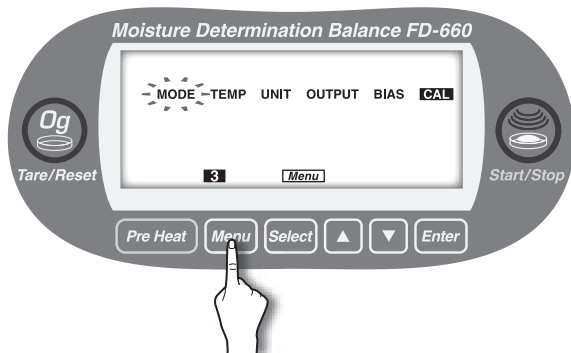 Moisture Determination Balance FD-660
MODE TEMP UNIT OUTPUT BIAS CAL
0g
Tare/Reset
Start/Stop
3 Menu
Pre Heat Menu Select ▲ ▼ Enter